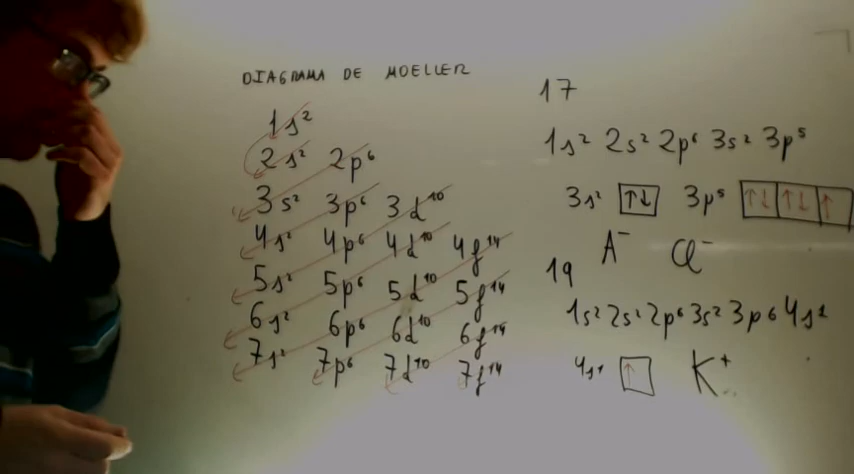 DIAGRAMA DE MOELLER
1s²
2s² 2p⁶
3s² 3p⁶ 3d¹⁰
4s² 4p⁶ 4d¹⁰ 4f¹⁴
5s² 5p⁶ 5d¹⁰ 5f¹⁴
6s² 6p⁶ 6d¹⁰ 6f¹⁴
7s² 7p⁶ 7d¹⁰ 7f¹⁴
17
1s² 2s² 2p⁶ 3s² 3p⁵
3s² ↑↓ 3p⁵ ↑↓ ↑↓ ↑
A⁻ Cl⁻
19
1s² 2s² 2p⁶ 3s² 3p⁶ 4s¹
4s¹ ↑ K⁺